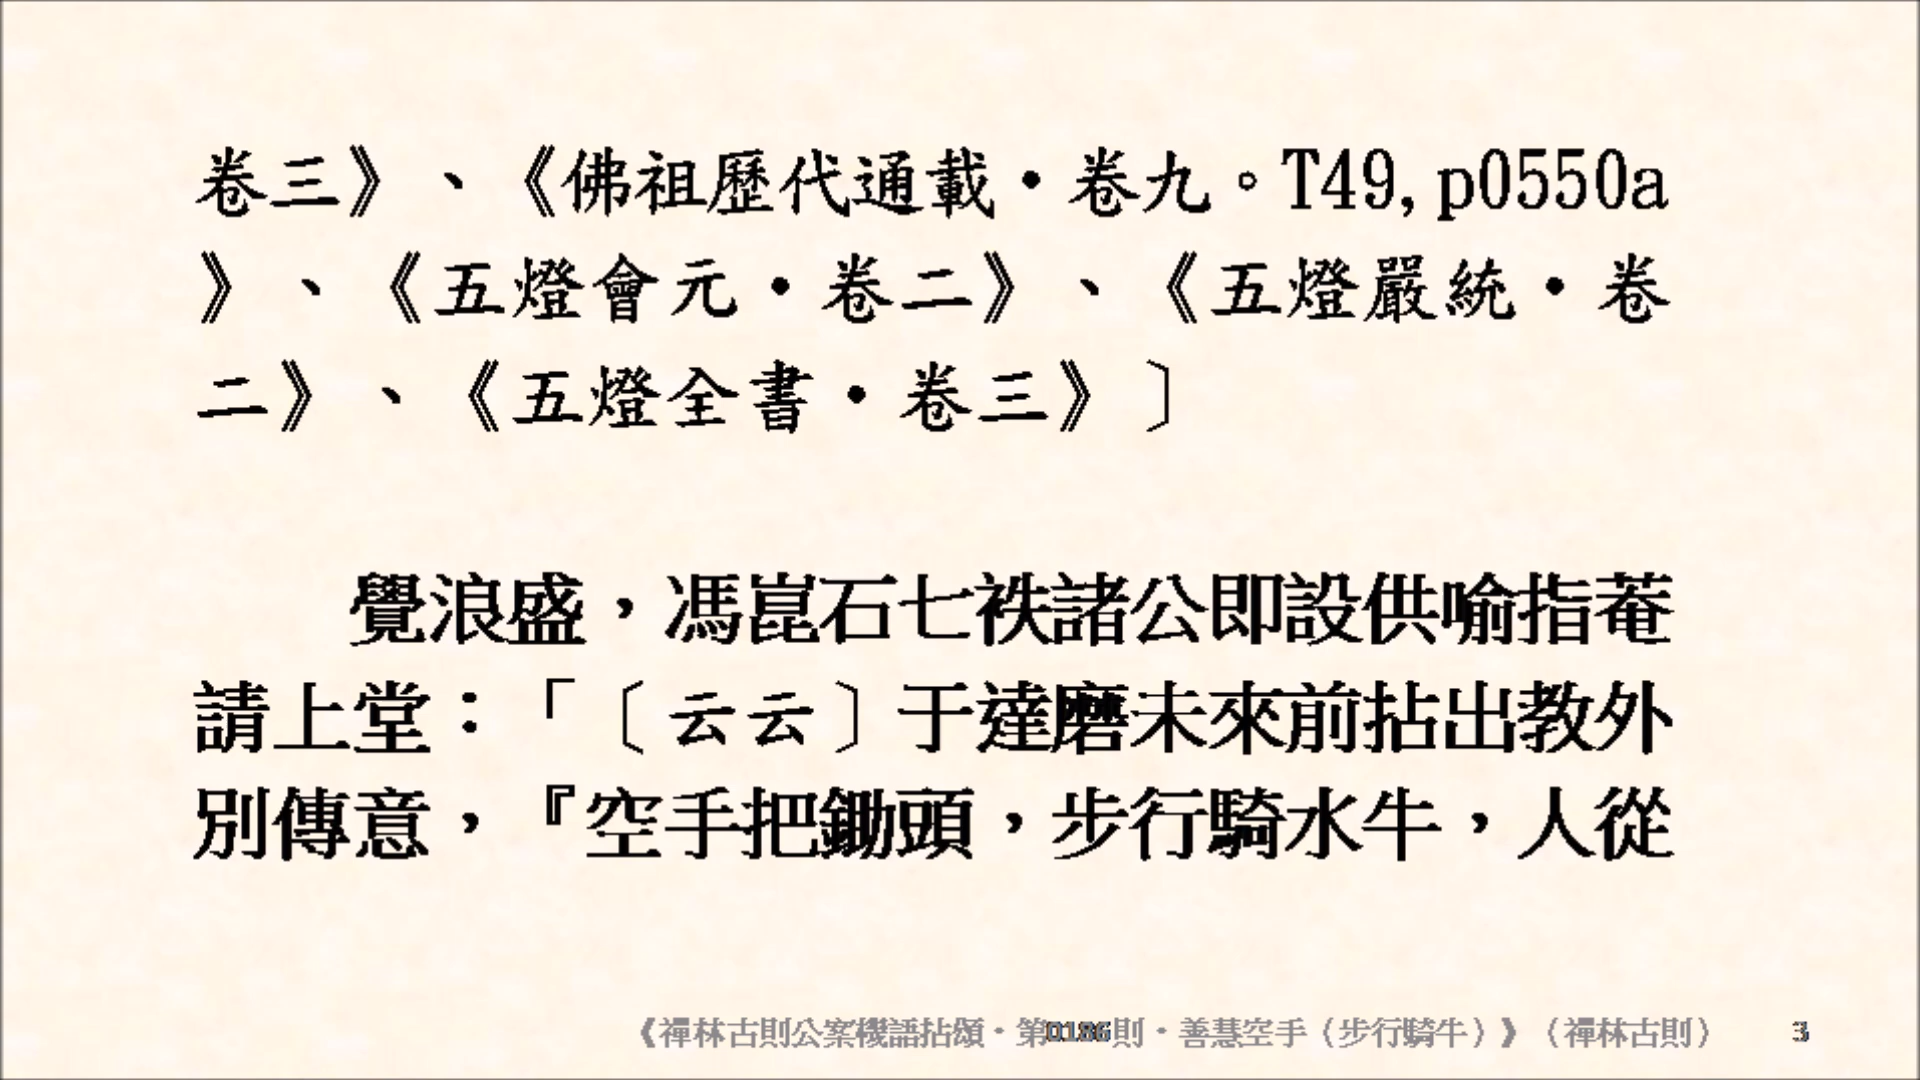 卷三》、《佛祖歷代通載‧卷九。T49,p0550a
》、《五燈會元‧卷二》、《五燈嚴統‧卷
二》、《五燈全書‧卷三》〕
覺浪盛，馮崑石七袟諸公即設供喻指菴
請上堂：「〔云云〕于達磨未來前拈出教外
別傳意，『空手把鋤頭，步行騎水牛，人從
《禪林古則公案機語拈頌‧第0186則‧善慧空手（步行騎牛）》（禪林古則） 3